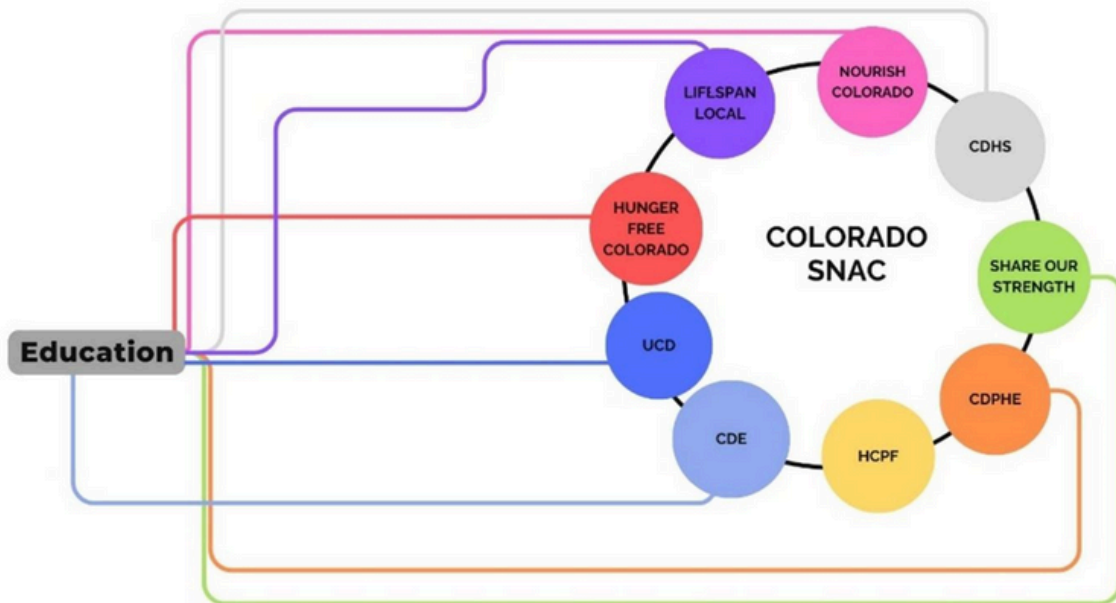 NOURISH
COLORADO
LIFLSPAN
LOCAL
CDHS
HUNGER
FREE
COLORADO
COLORADO
SNAC
SHARE OUR
STRENGTH
Education
UCD
CDPHE
CDE
HCPF